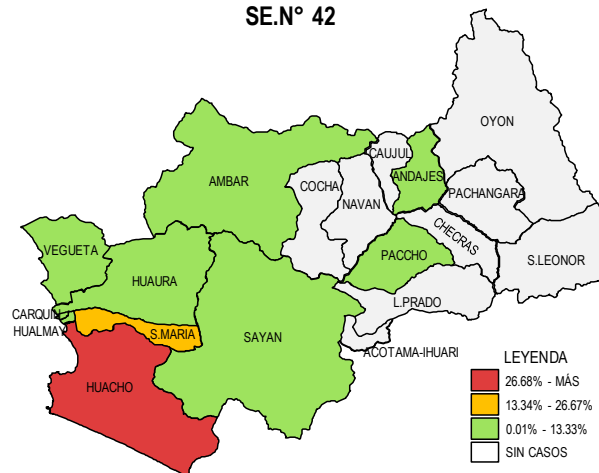 SE.N° 42
OYON
CAUJUL
ANDAJES
AMBAR
COCHA
NAVAN
PACHANGARA
CHECRAS
VEGUETA
HUAURA
PACCHO
S.LEONOR
L.PRADO
CARQUIN
HUALMAY
S.MARIA
SAYAN
ACOTAMA-IHUARI
HUACHO
LEYENDA
26.68% - MÁS
13.34% - 26.67%
0.01% - 13.33%
SIN CASOS